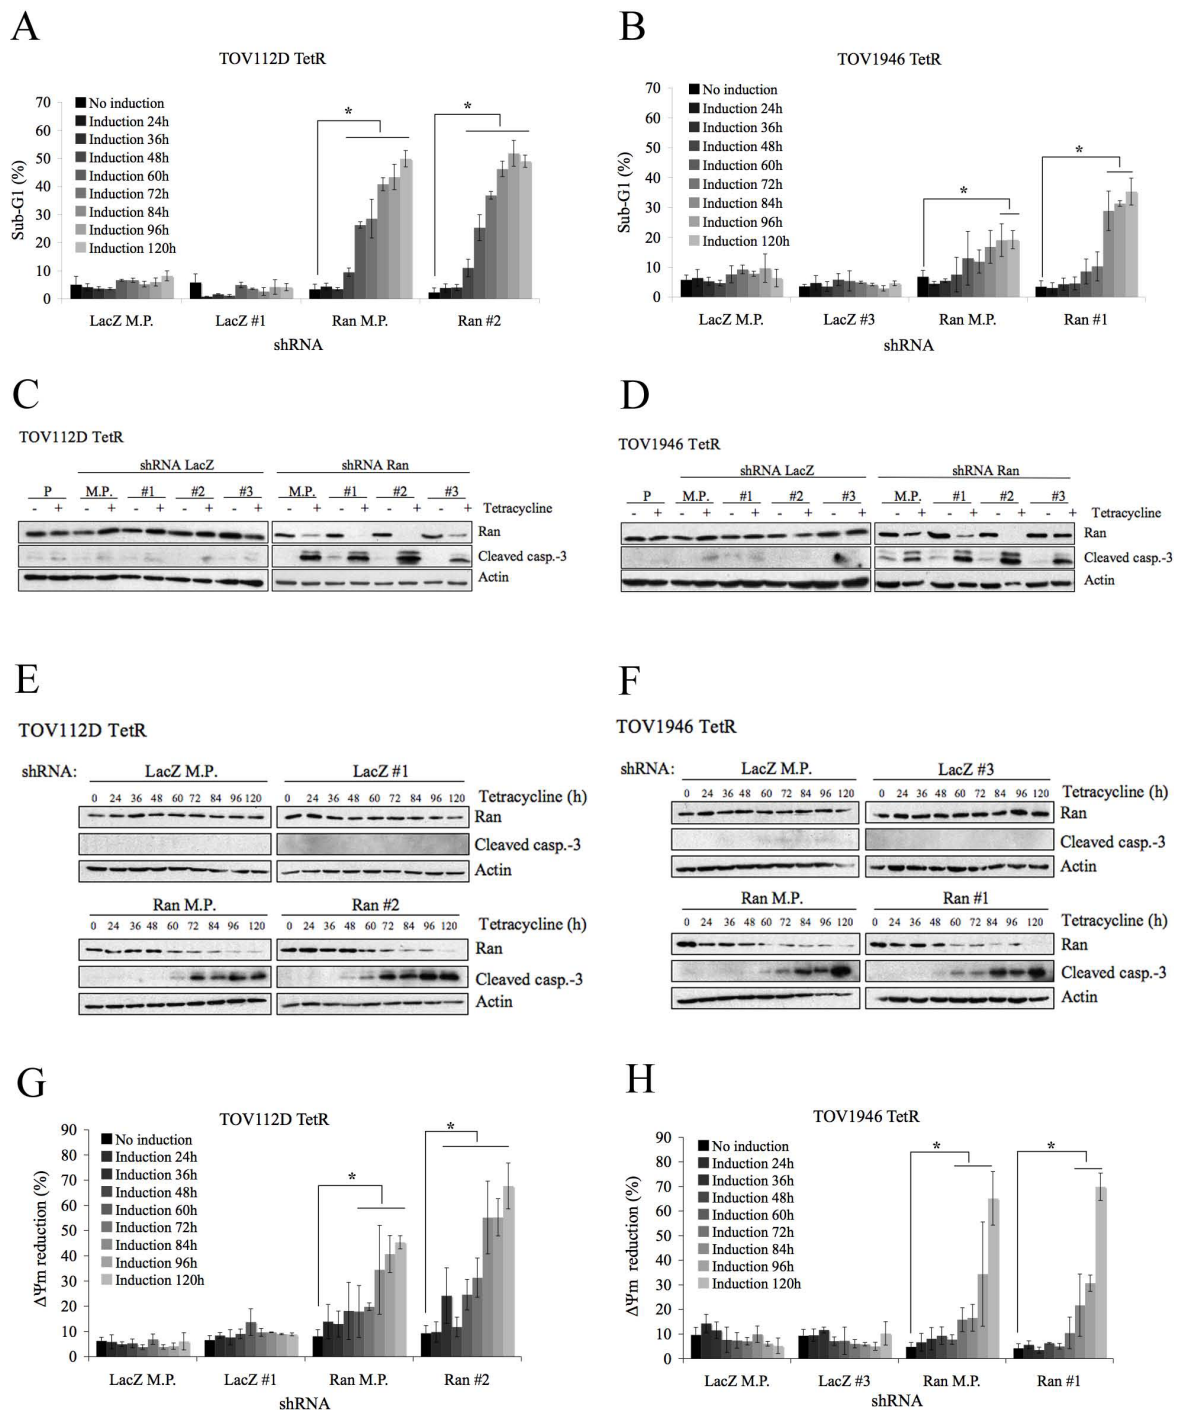 A
TOV112D TetR
Sub-G1 (%)
70
60
50
40
30
20
10
0
No induction
Induction 24h
Induction 36h
Induction 48h
Induction 60h
Induction 72h
Induction 84h
Induction 96h
Induction 120h
*
*
LacZ M.P. LacZ #1 Ran M.P. Ran #2
shRNA
B
TOV1946 TetR
Sub-G1 (%)
70
60
50
40
30
20
10
0
No induction
Induction 24h
Induction 36h
Induction 48h
Induction 60h
Induction 72h
Induction 84h
Induction 96h
Induction 120h
*
*
LacZ M.P. LacZ #3 Ran M.P. Ran #1
shRNA
C
TOV112D TetR
shRNA LacZ shRNA Ran
P M.P. #1 #2 #3 M.P. #1 #2 #3
- + - + - + - + - + - + - + - + - + Tetracycline
Ran
Cleaved casp.-3
Actin
D
TOV1946 TetR
shRNA LacZ shRNA Ran
P M.P. #1 #2 #3 M.P. #1 #2 #3
- + - + - + - + - + - + - + - + - + Tetracycline
Ran
Cleaved casp.-3
Actin
E
TOV112D TetR
shRNA: LacZ M.P. LacZ #1
0 24 36 48 60 72 84 96 120 0 24 36 48 60 72 84 96 120 Tetracycline (h)
Ran
Cleaved casp.-3
Actin
Ran M.P. Ran #2
0 24 36 48 60 72 84 96 120 0 24 36 48 60 72 84 96 120 Tetracycline (h)
Ran
Cleaved casp.-3
Actin
F
TOV1946 TetR
shRNA: LacZ M.P. LacZ #3
0 24 36 48 60 72 84 96 120 0 24 36 48 60 72 84 96 120 Tetracycline (h)
Ran
Cleaved casp.-3
Actin
Ran M.P. Ran #1
0 24 36 48 60 72 84 96 120 0 24 36 48 60 72 84 96 120 Tetracycline (h)
Ran
Cleaved casp.-3
Actin
G
TOV112D TetR
ΔΨm reduction (%)
90
80
70
60
50
40
30
20
10
0
No induction
Induction 24h
Induction 36h
Induction 48h
Induction 60h
Induction 72h
Induction 84h
Induction 96h
Induction 120h
*
*
LacZ M.P. LacZ #1 Ran M.P. Ran #2
shRNA
H
TOV1946 TetR
ΔΨm reduction (%)
90
80
70
60
50
40
30
20
10
0
No induction
Induction 24h
Induction 36h
Induction 48h
Induction 60h
Induction 72h
Induction 84h
Induction 96h
Induction 120h
*
*
LacZ M.P. LacZ #3 Ran M.P. Ran #1
shRNA